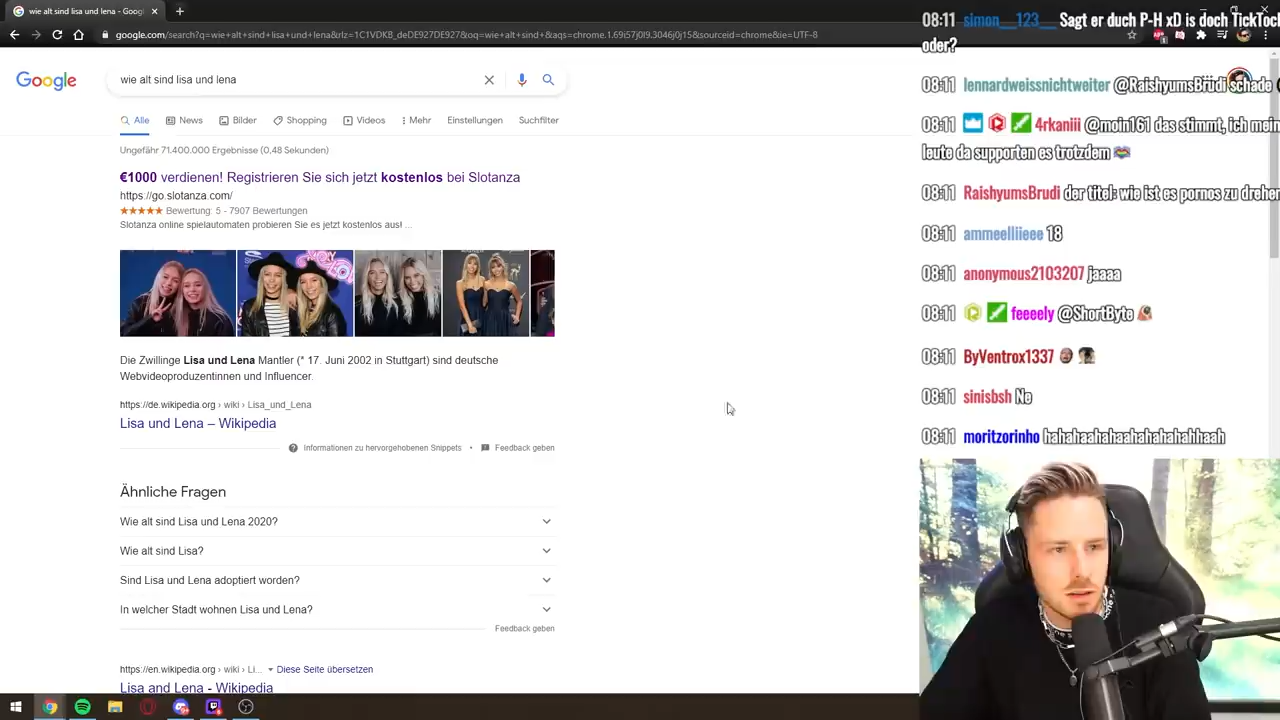 wie alt sind lisa und lena - Goo
google.com/search?q=wie+alt+sind+lisa+und+lena&rlz=1C1VDKB_deDE927DE927&oq=wie+alt+sind+&aqs=chrome.1.69i57j0l9.3046j0j15&sourceid=chrome&ie=UTF-8
Google
wie alt sind lisa und lena
Alle News Bilder Shopping Videos Mehr Einstellungen Suchfilter
Ungefähr 71.400.000 Ergebnisse (0,48 Sekunden)
€1000 verdienen! Registrieren Sie sich jetzt kostenlos bei Slotanza
https://go.slotanza.com/
Bewertung: 5 - 7907 Bewertungen
Slotanza online spielautomaten probieren Sie es jetzt kostenlos aus! ...
Die Zwillinge Lisa und Lena Mantler (* 17. Juni 2002 in Stuttgart) sind deutsche
Webvideoproduzentinnen und Influencer.
https://de.wikipedia.org › wiki › Lisa_und_Lena
Lisa und Lena – Wikipedia
Informationen zu hervorgehobenen Snippets • Feedback geben
Ähnliche Fragen
Wie alt sind Lisa und Lena 2020?
Wie alt sind Lisa?
Sind Lisa und Lena adoptiert worden?
In welcher Stadt wohnen Lisa und Lena?
Feedback geben
https://en.wikipedia.org › wiki › Li... Diese Seite übersetzen
Lisa and Lena - Wikipedia
08:11 simon__123__ Sagt er duch P-H xD is doch TickToch
oder?
08:11 lennardweissnichtweiter @RaishyumsBrudi schade
08:11 4rkaniii @moin161 das stimmt, ich mein
leute da supporten es trotzdem
08:11 RaishyumsBrudi der titel: wie ist es pornos zu drehen
08:11 ammeelliieee 18
08:11 anonymous2103207 jaaaa
08:11 feeeely @ShortByte
08:11 ByVentrox1337
08:11 sinisbsh Ne
08:11 moritzorinho hahahaahahaahahahahhaah